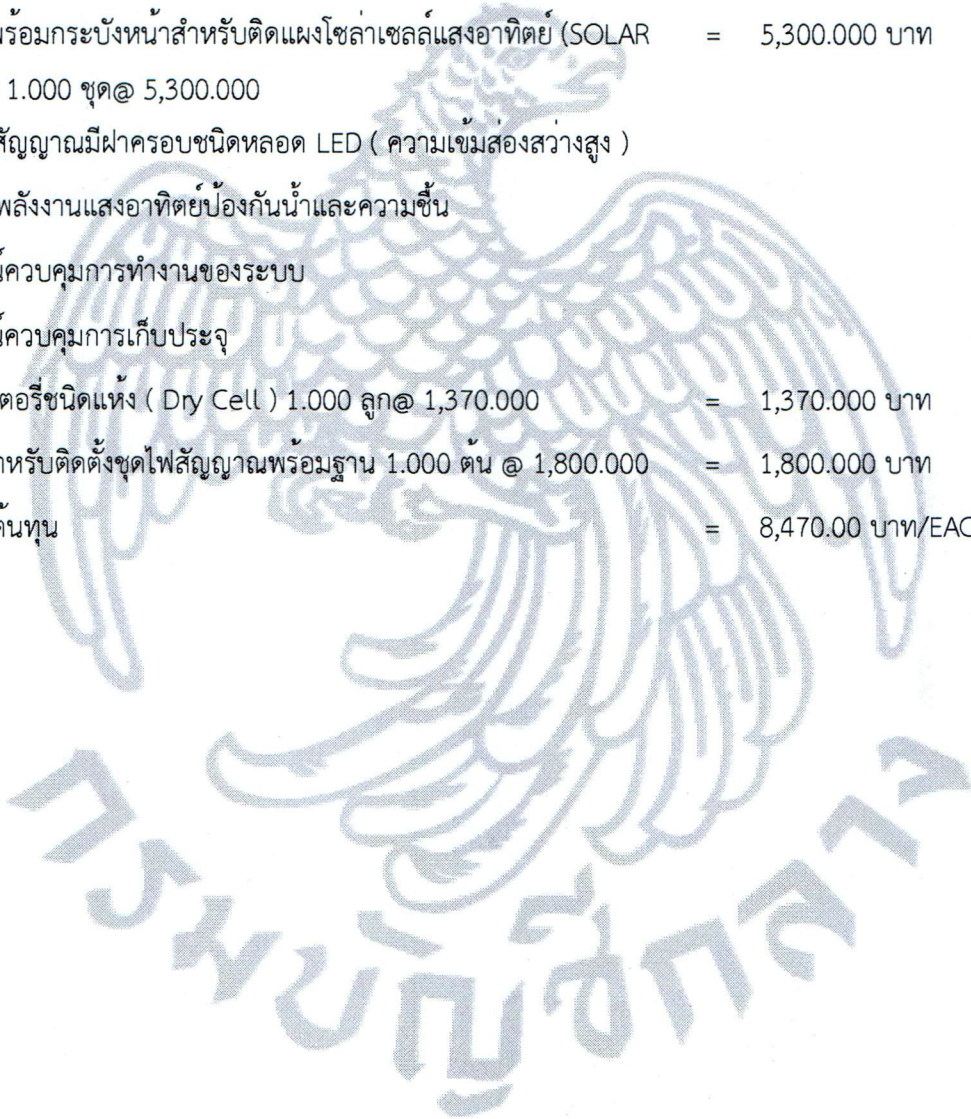 พร้อมกระบังหน้าสำหรับติดแผงโซล่าเซลล์แสงอาทิตย์ (SOLAR = 5,300.000 บาท
1.000 ชุด@ 5,300.000
สัญญาณมีฝาครอบชนิดหลอด LED ( ความเข้มส่องสว่างสูง )
พลังงานแสงอาทิตย์ป้องกันน้ำและความชื้น
ควบคุมการทำงานของระบบ
ควบคุมการเก็บประจุ
ตอรี่ชนิดแห้ง ( Dry Cell ) 1.000 ลูก@ 1,370.000 = 1,370.000 บาท
าหรับติดตั้งชุดไฟสัญญาณพร้อมฐาน 1.000 ต้น @ 1,800.000 = 1,800.000 บาท
ต้นทุน = 8,470.00 บาท/EAC
กรมบัญชีกลาง